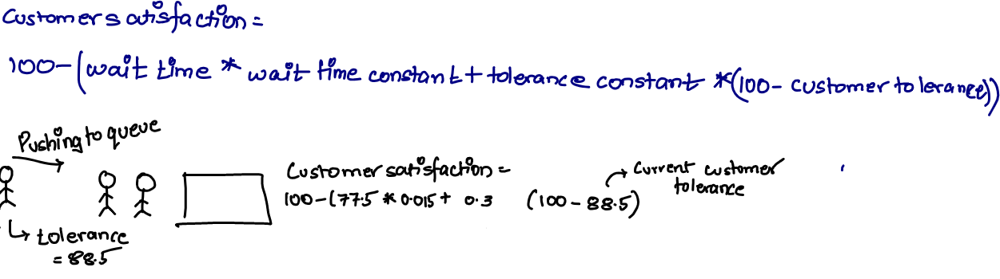 Customer satisfaction =
100-(wait time * wait time constant + tolerance constant *(100- customer tolerance))
Pushing to queue
Customer satisfaction =
100-(77.5 * 0.015 + 0.3 (100-88.5)
Current customer
tolerance
tolerance
= 88.5